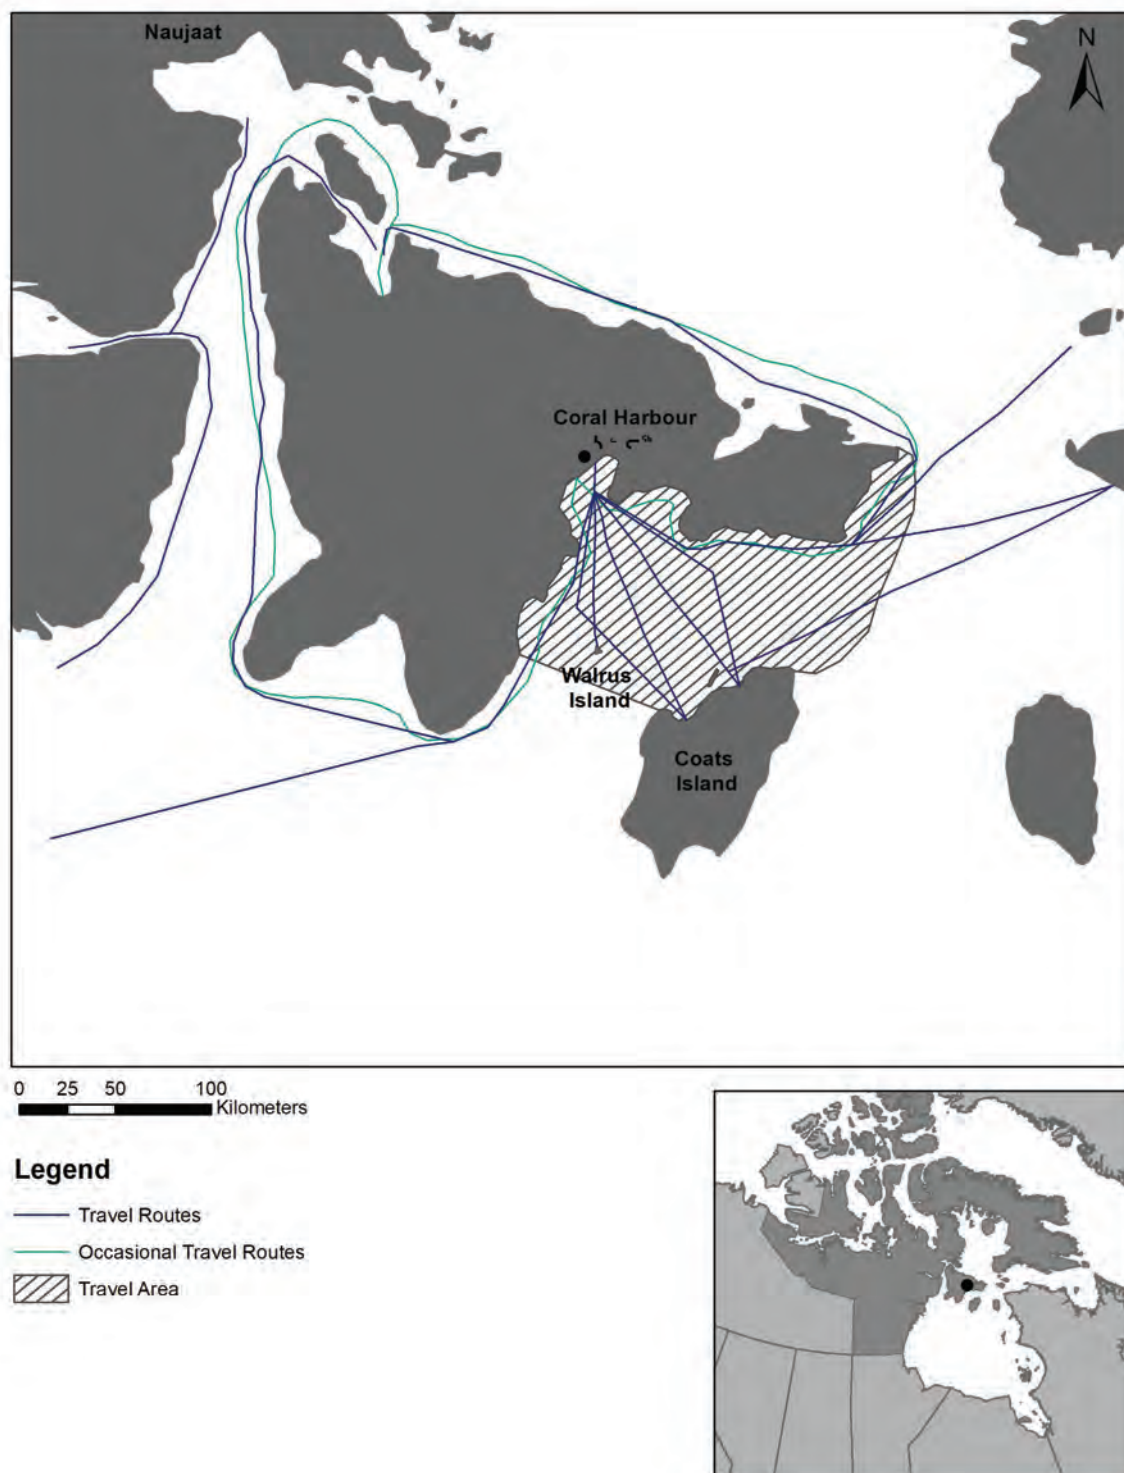 Naujaat
N
Coral Harbour
Walrus
Island
Coats
Island
0 25 50 100
Kilometers
Legend
Travel Routes
Occasional Travel Routes
Travel Area